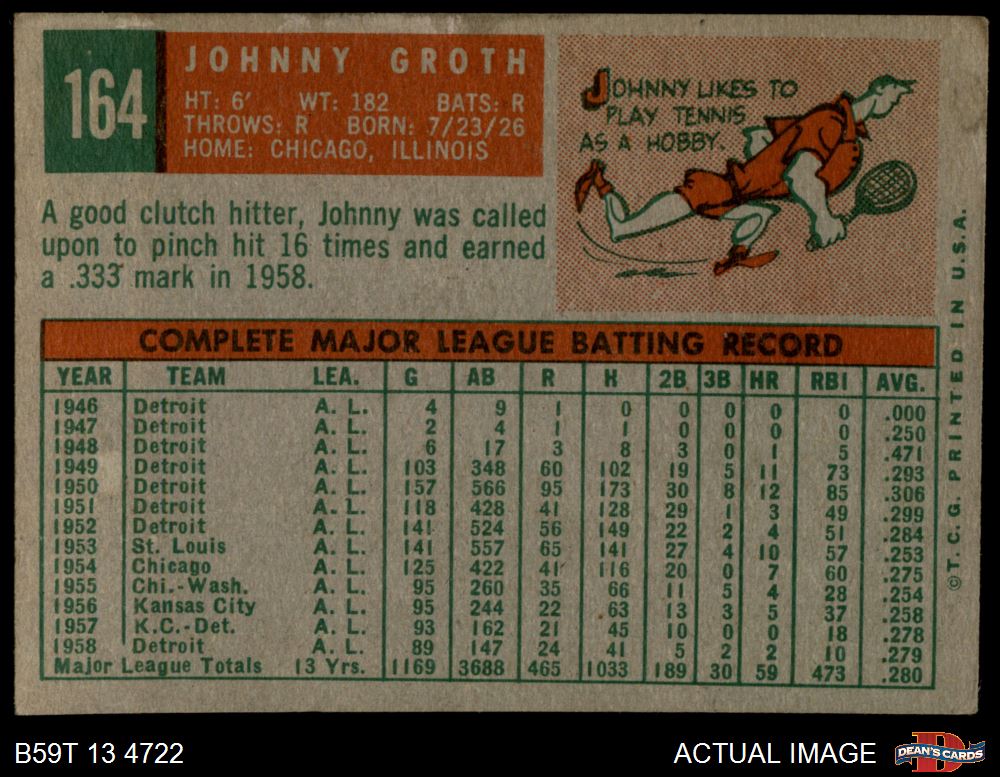 164
JOHNNY GROTH
HT: 6' WT: 182 BATS: R
THROWS: R BORN: 7/23/26
HOME: CHICAGO, ILLINOIS
JOHNNY LIKES TO
PLAY TENNIS
AS A HOBBY.
A good clutch hitter, Johnny was called
upon to pinch hit 16 times and earned
a .333 mark in 1958.
COMPLETE MAJOR LEAGUE BATTING RECORD
YEAR TEAM LEA. G AB R H 2B 3B HR RBI AVG.
1946 Detroit A. L. 4 9 1 0 0 0 0 0 .000
1947 Detroit A. L. 2 4 1 1 0 0 0 0 .250
1948 Detroit A. L. 6 17 3 8 3 0 1 5 .471
1949 Detroit A. L. 103 348 60 102 19 5 11 73 .293
1950 Detroit A. L. 157 566 95 173 30 8 12 85 .306
1951 Detroit A. L. 118 428 41 128 29 1 3 49 .299
1952 Detroit A. L. 141 524 56 149 22 2 4 51 .284
1953 St. Louis A. L. 141 557 65 141 27 4 10 57 .253
1954 Chicago A. L. 125 422 41 116 20 0 7 60 .275
1955 Chi.-Wash. A. L. 95 260 35 66 11 5 4 28 .254
1956 Kansas City A. L. 95 244 22 63 13 3 5 37 .258
1957 K.C.-Det. A. L. 93 162 21 45 10 0 0 18 .278
1958 Detroit A. L. 89 147 24 41 5 2 2 10 .279
Major League Totals 13 Yrs. 1169 3688 465 1033 189 30 59 473 .280
©T.C.G. PRINTED IN U.S.A.
B59T 13 4722
ACTUAL IMAGE
D
DEAN'S CARDS